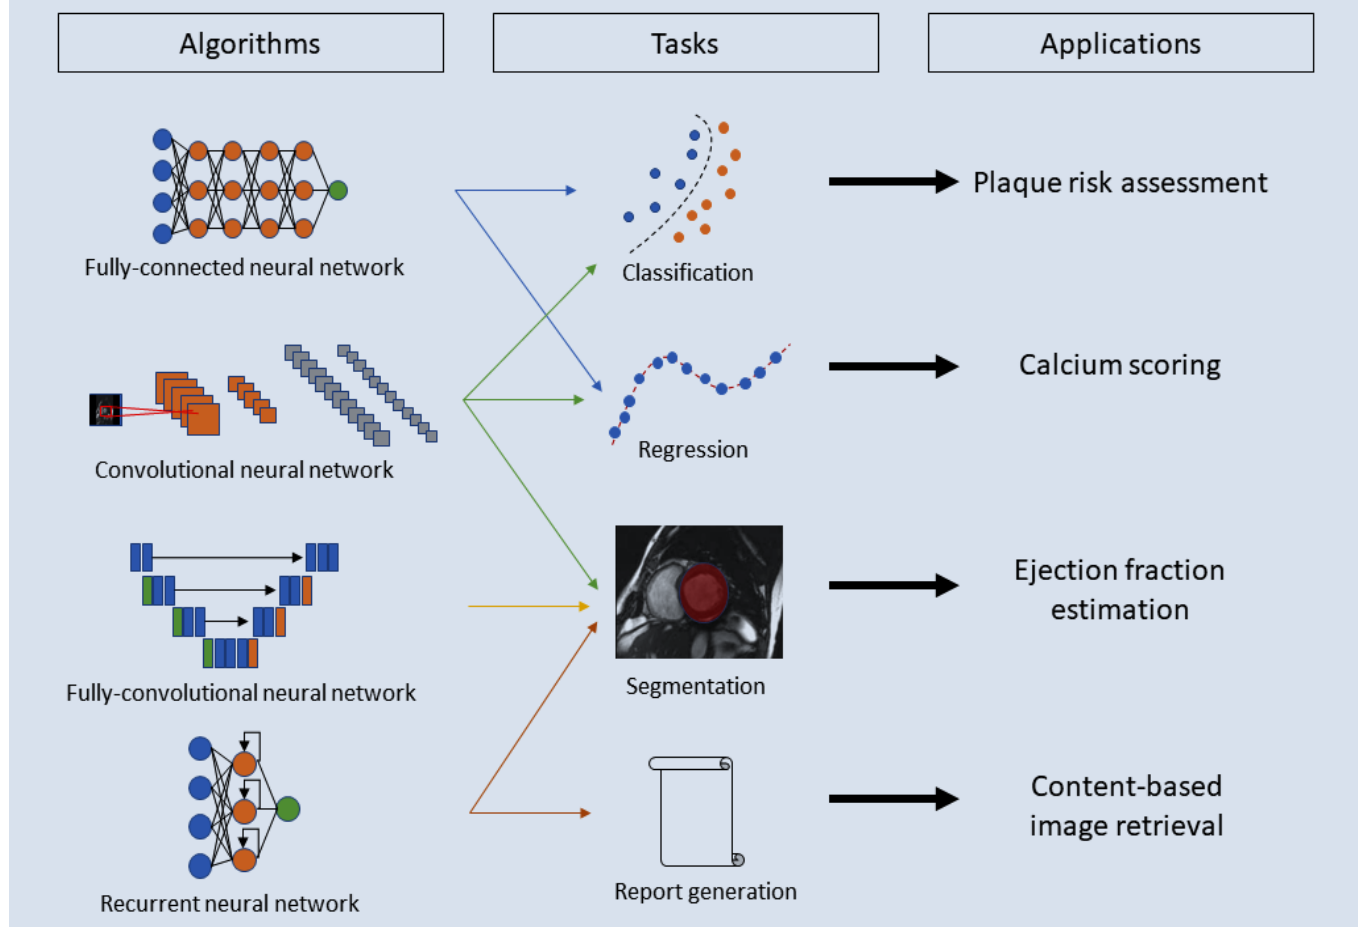 Algorithms
Tasks
Applications
Fully-connected neural network
Classification
Plaque risk assessment
Convolutional neural network
Regression
Calcium scoring
Fully-convolutional neural network
Segmentation
Ejection fraction
estimation
Recurrent neural network
Report generation
Content-based
image retrieval